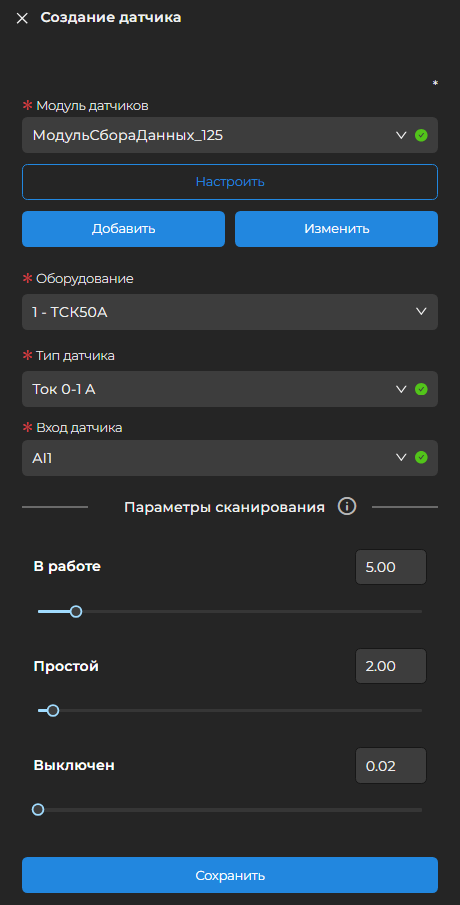 Создание датчика
*
* Модуль датчиков
МодульСбораДанных_125
Настроить
Добавить
Изменить
* Оборудование
1 - ТСК50А
* Тип датчика
Ток 0-1 А
* Вход датчика
AI1
Параметры сканирования
В работе
5.00
Простой
2.00
Выключен
0.02
Сохранить